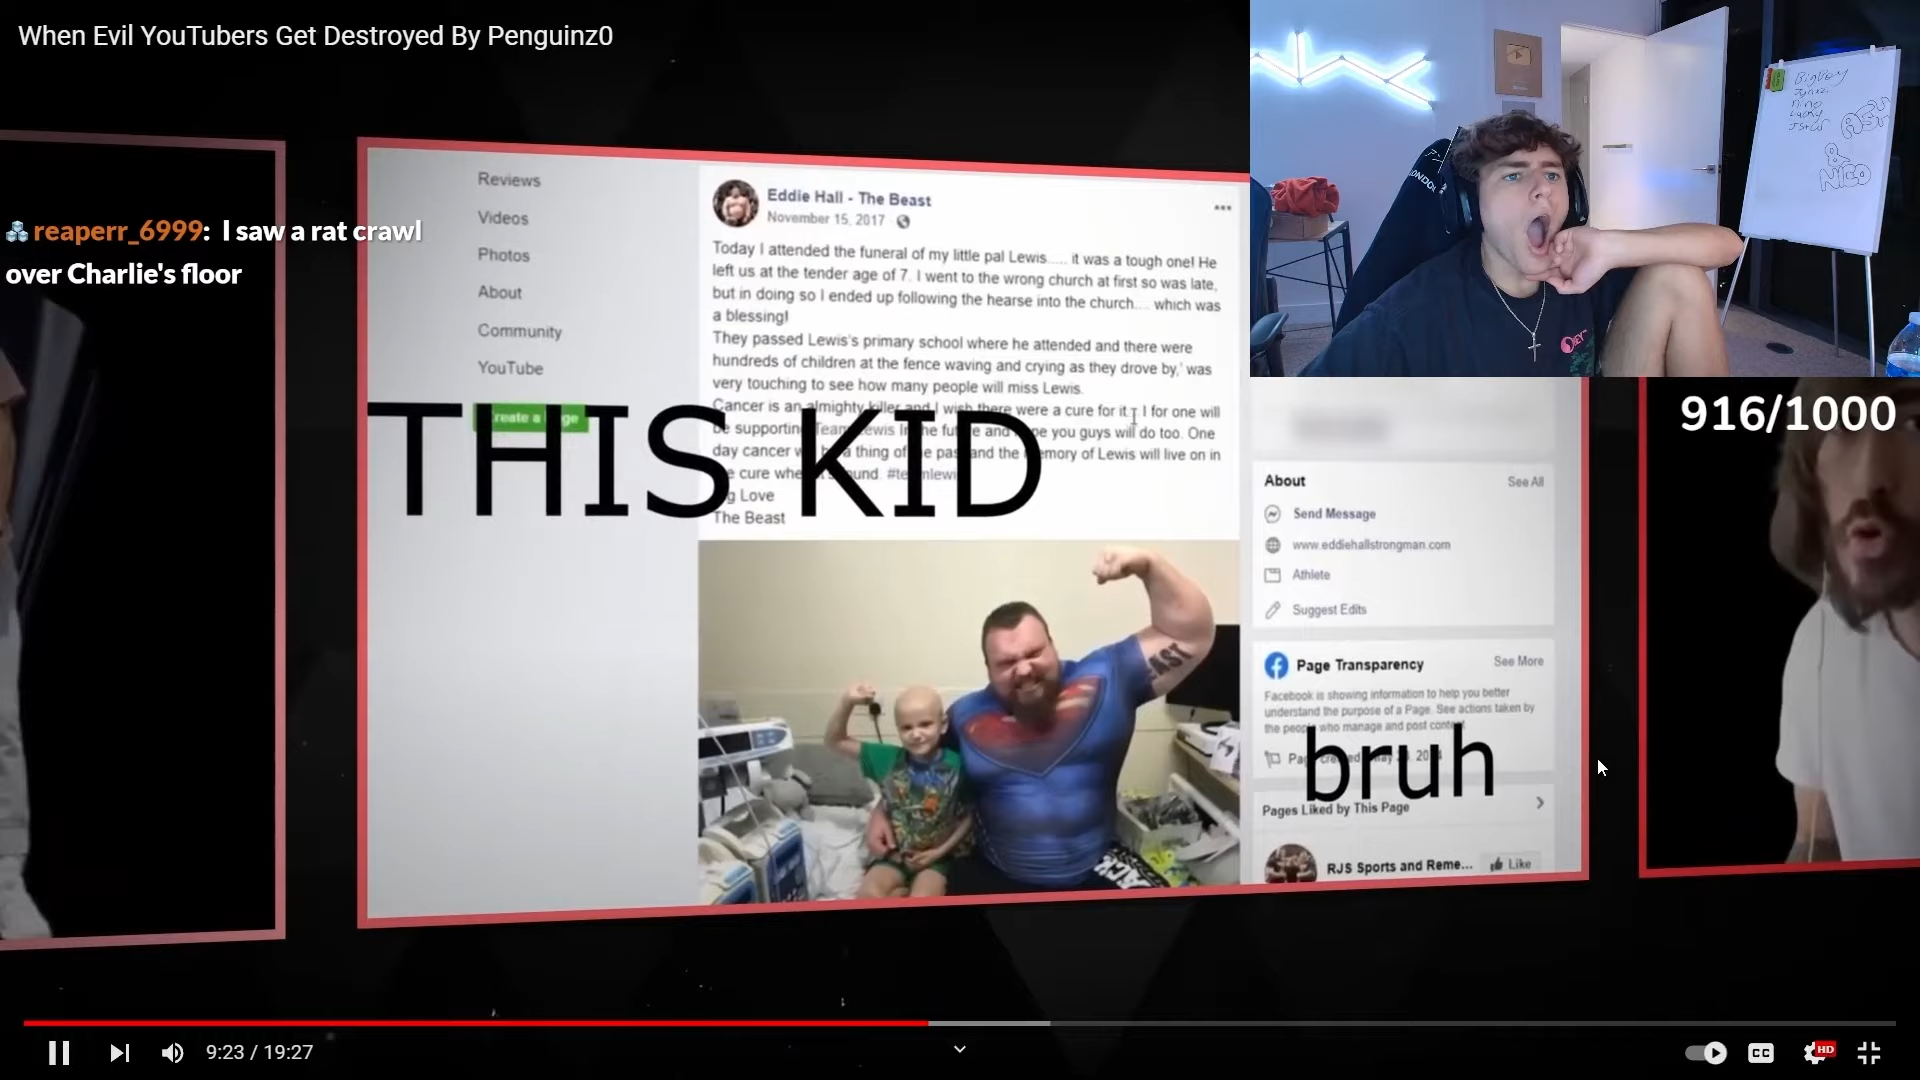 When Evil YouTubers Get Destroyed By Penguinz0
reaperr_6999: I saw a rat crawl
over Charlie's floor
Reviews
Videos
Photos
About
Community
YouTube
Eddie Hall - The Beast
November 15, 2017
Today I attended the funeral of my little pal Lewis..... it was a tough one! He
left us at the tender age of 7. I went to the wrong church at first so was late,
but in doing so I ended up following the hearse into the church.... which was
a blessing!
They passed Lewis's primary school where he attended and there were
hundreds of children at the fence waving and crying as they drove by,' was
very touching to see how many people will miss Lewis.
Cancer is an almighty killer and I wish there were a cure for it, I for one will
be supporting Team Lewis In the future and hope you guys will do too. One
day cancer will be a thing of the past and the memory of Lewis will live on in
the cure when found. #teamlewis
Love
The Beast
THIS KID
bruh
About
See All
Send Message
www.eddiehallstrongman.com
Athlete
Suggest Edits
Page Transparency
See More
Facebook is showing information to help you better
understand the purpose of a Page. See actions taken by
the people who manage and post content.
Pages Liked by This Page
RJS Sports and Reme...
Like
BigBoy
Nino
Lucky
ASH
&
NICO
LONDON
916/1000
9:23 / 19:27
CC
HD